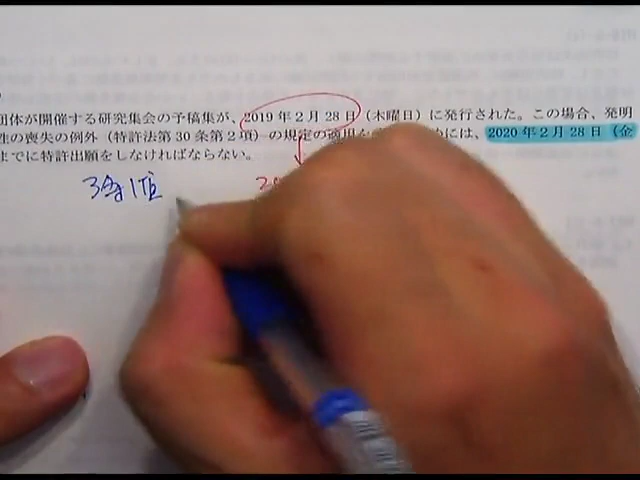 団体が開催する研究集会の予稿集が、2019年2月28日（木曜日）に発行された。この場合、発明
性の喪失の例外（特許法第30条第2項）の規定の適用を には、2020年2月28日（金
までに特許出願をしなければならない。
3条1項